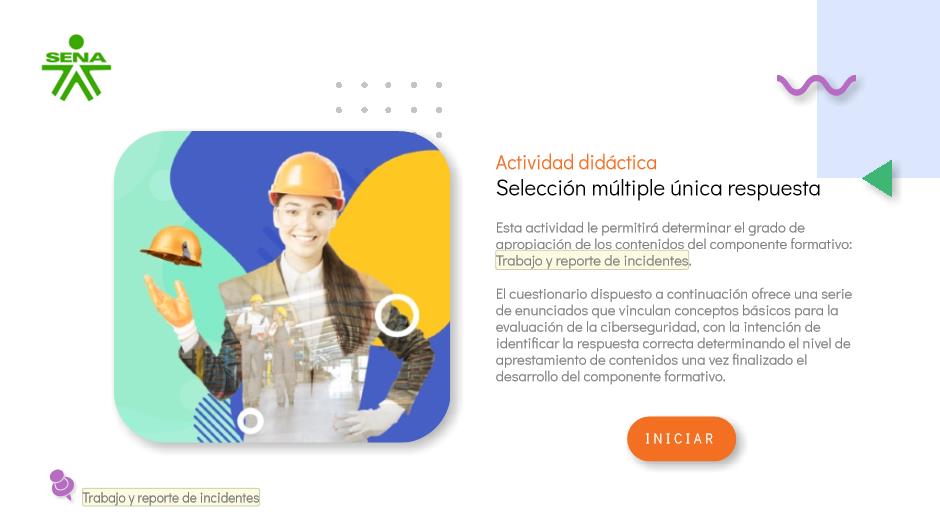 SENA
Actividad didáctica
Selección múltiple única respuesta
Esta actividad le permitirá determinar el grado de
apropiación de los contenidos del componente formativo:
Trabajo y reporte de incidentes.
El cuestionario dispuesto a continuación ofrece una serie
de enunciados que vinculan conceptos básicos para la
evaluación de la ciberseguridad, con la intención de
identificar la respuesta correcta determinando el nivel de
aprestamiento de contenidos una vez finalizado el
desarrollo del componente formativo.
INICIAR
Trabajo y reporte de incidentes